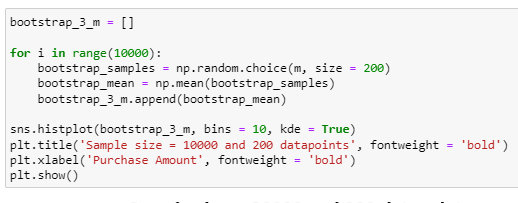 bootstrap_3_m = []
for i in range(10000):
    bootstrap_samples = np.random.choice(m, size = 200)
    bootstrap_mean = np.mean(bootstrap_samples)
    bootstrap_3_m.append(bootstrap_mean)
sns.histplot(bootstrap_3_m, bins = 10, kde = True)
plt.title('Sample size = 10000 and 200 datapoints', fontweight = 'bold')
plt.xlabel('Purchase Amount', fontweight = 'bold')
plt.show()